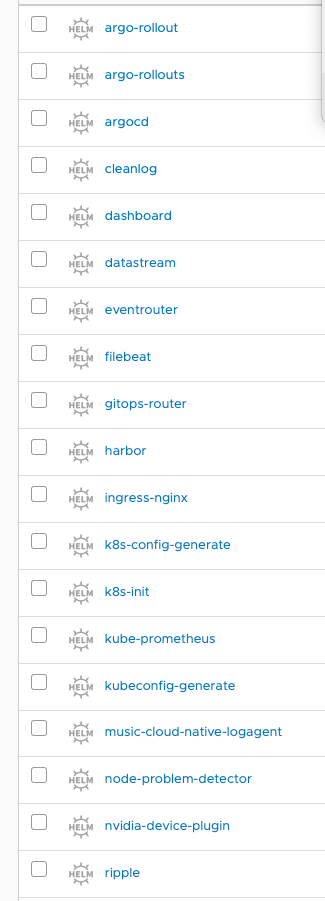 HELM argo-rollout
HELM argo-rollouts
HELM argocd
HELM cleanlog
HELM dashboard
HELM datastream
HELM eventrouter
HELM filebeat
HELM gitops-router
HELM harbor
HELM ingress-nginx
HELM k8s-config-generate
HELM k8s-init
HELM kube-prometheus
HELM kubeconfig-generate
HELM music-cloud-native-logagent
HELM node-problem-detector
HELM nvidia-device-plugin
HELM ripple